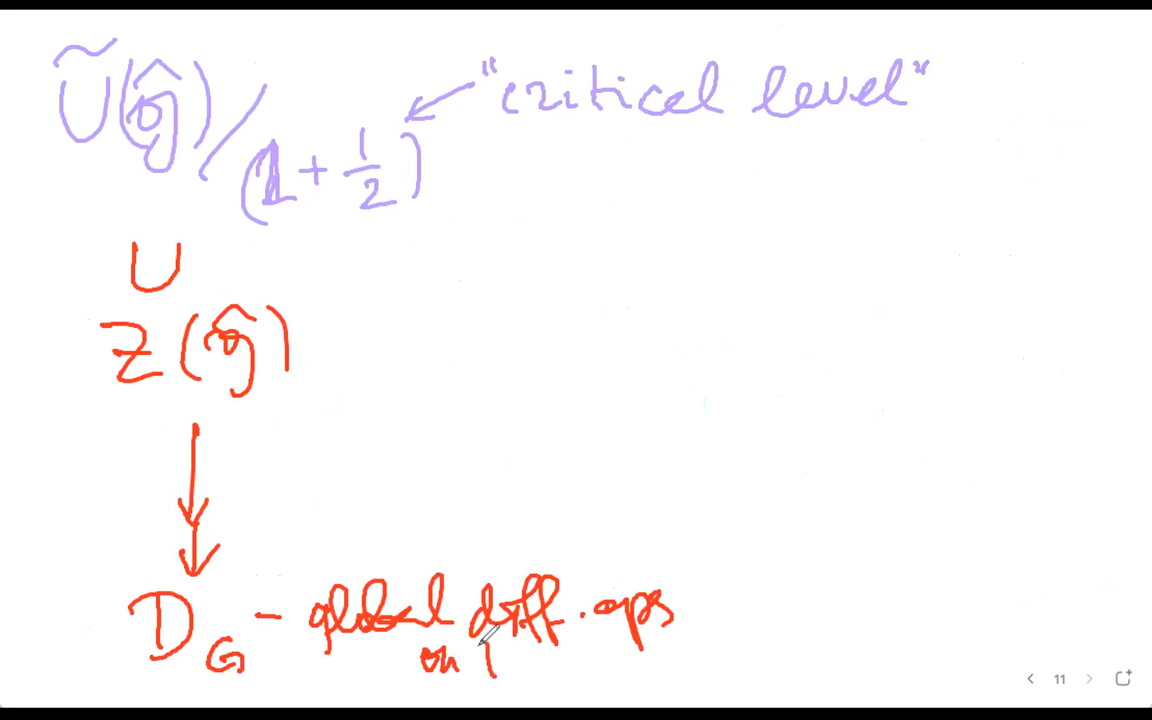 Ũ(ĝ)/(1 + 1/2) "critical level"
U
Z(ĝ)
D_G - global diff. ops
on
11